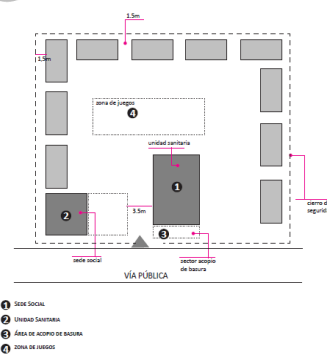 1,5m
1,5m
zona de juegos
4
unidad sanitaria
1
2
3.5m
3
cierro d
segurid
sede social
sector acopio
de basura
VÍA PÚBLICA
1 SEDE SOCIAL
2 UNIDAD SANITARIA
3 ÁREA DE ACOPIO DE BASURA
4 ZONA DE JUEGOS